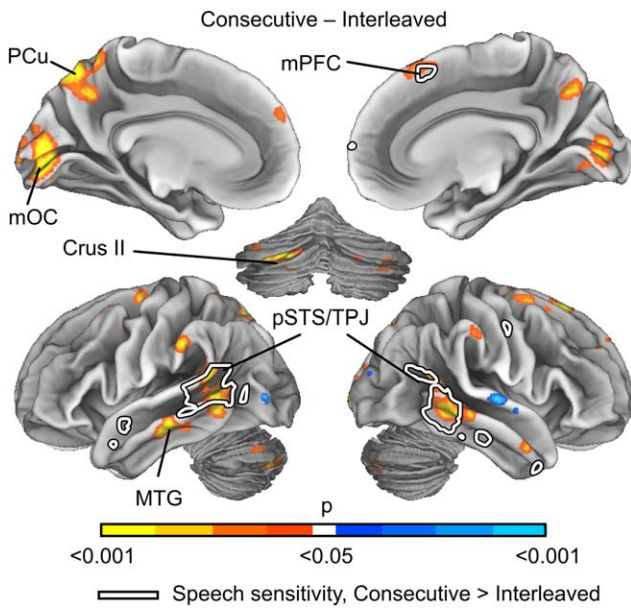 Consecutive – Interleaved
PCu
mPFC
mOC
Crus II
pSTS/TPJ
MTG
p
<0.001 <0.05 <0.001
Speech sensitivity, Consecutive > Interleaved